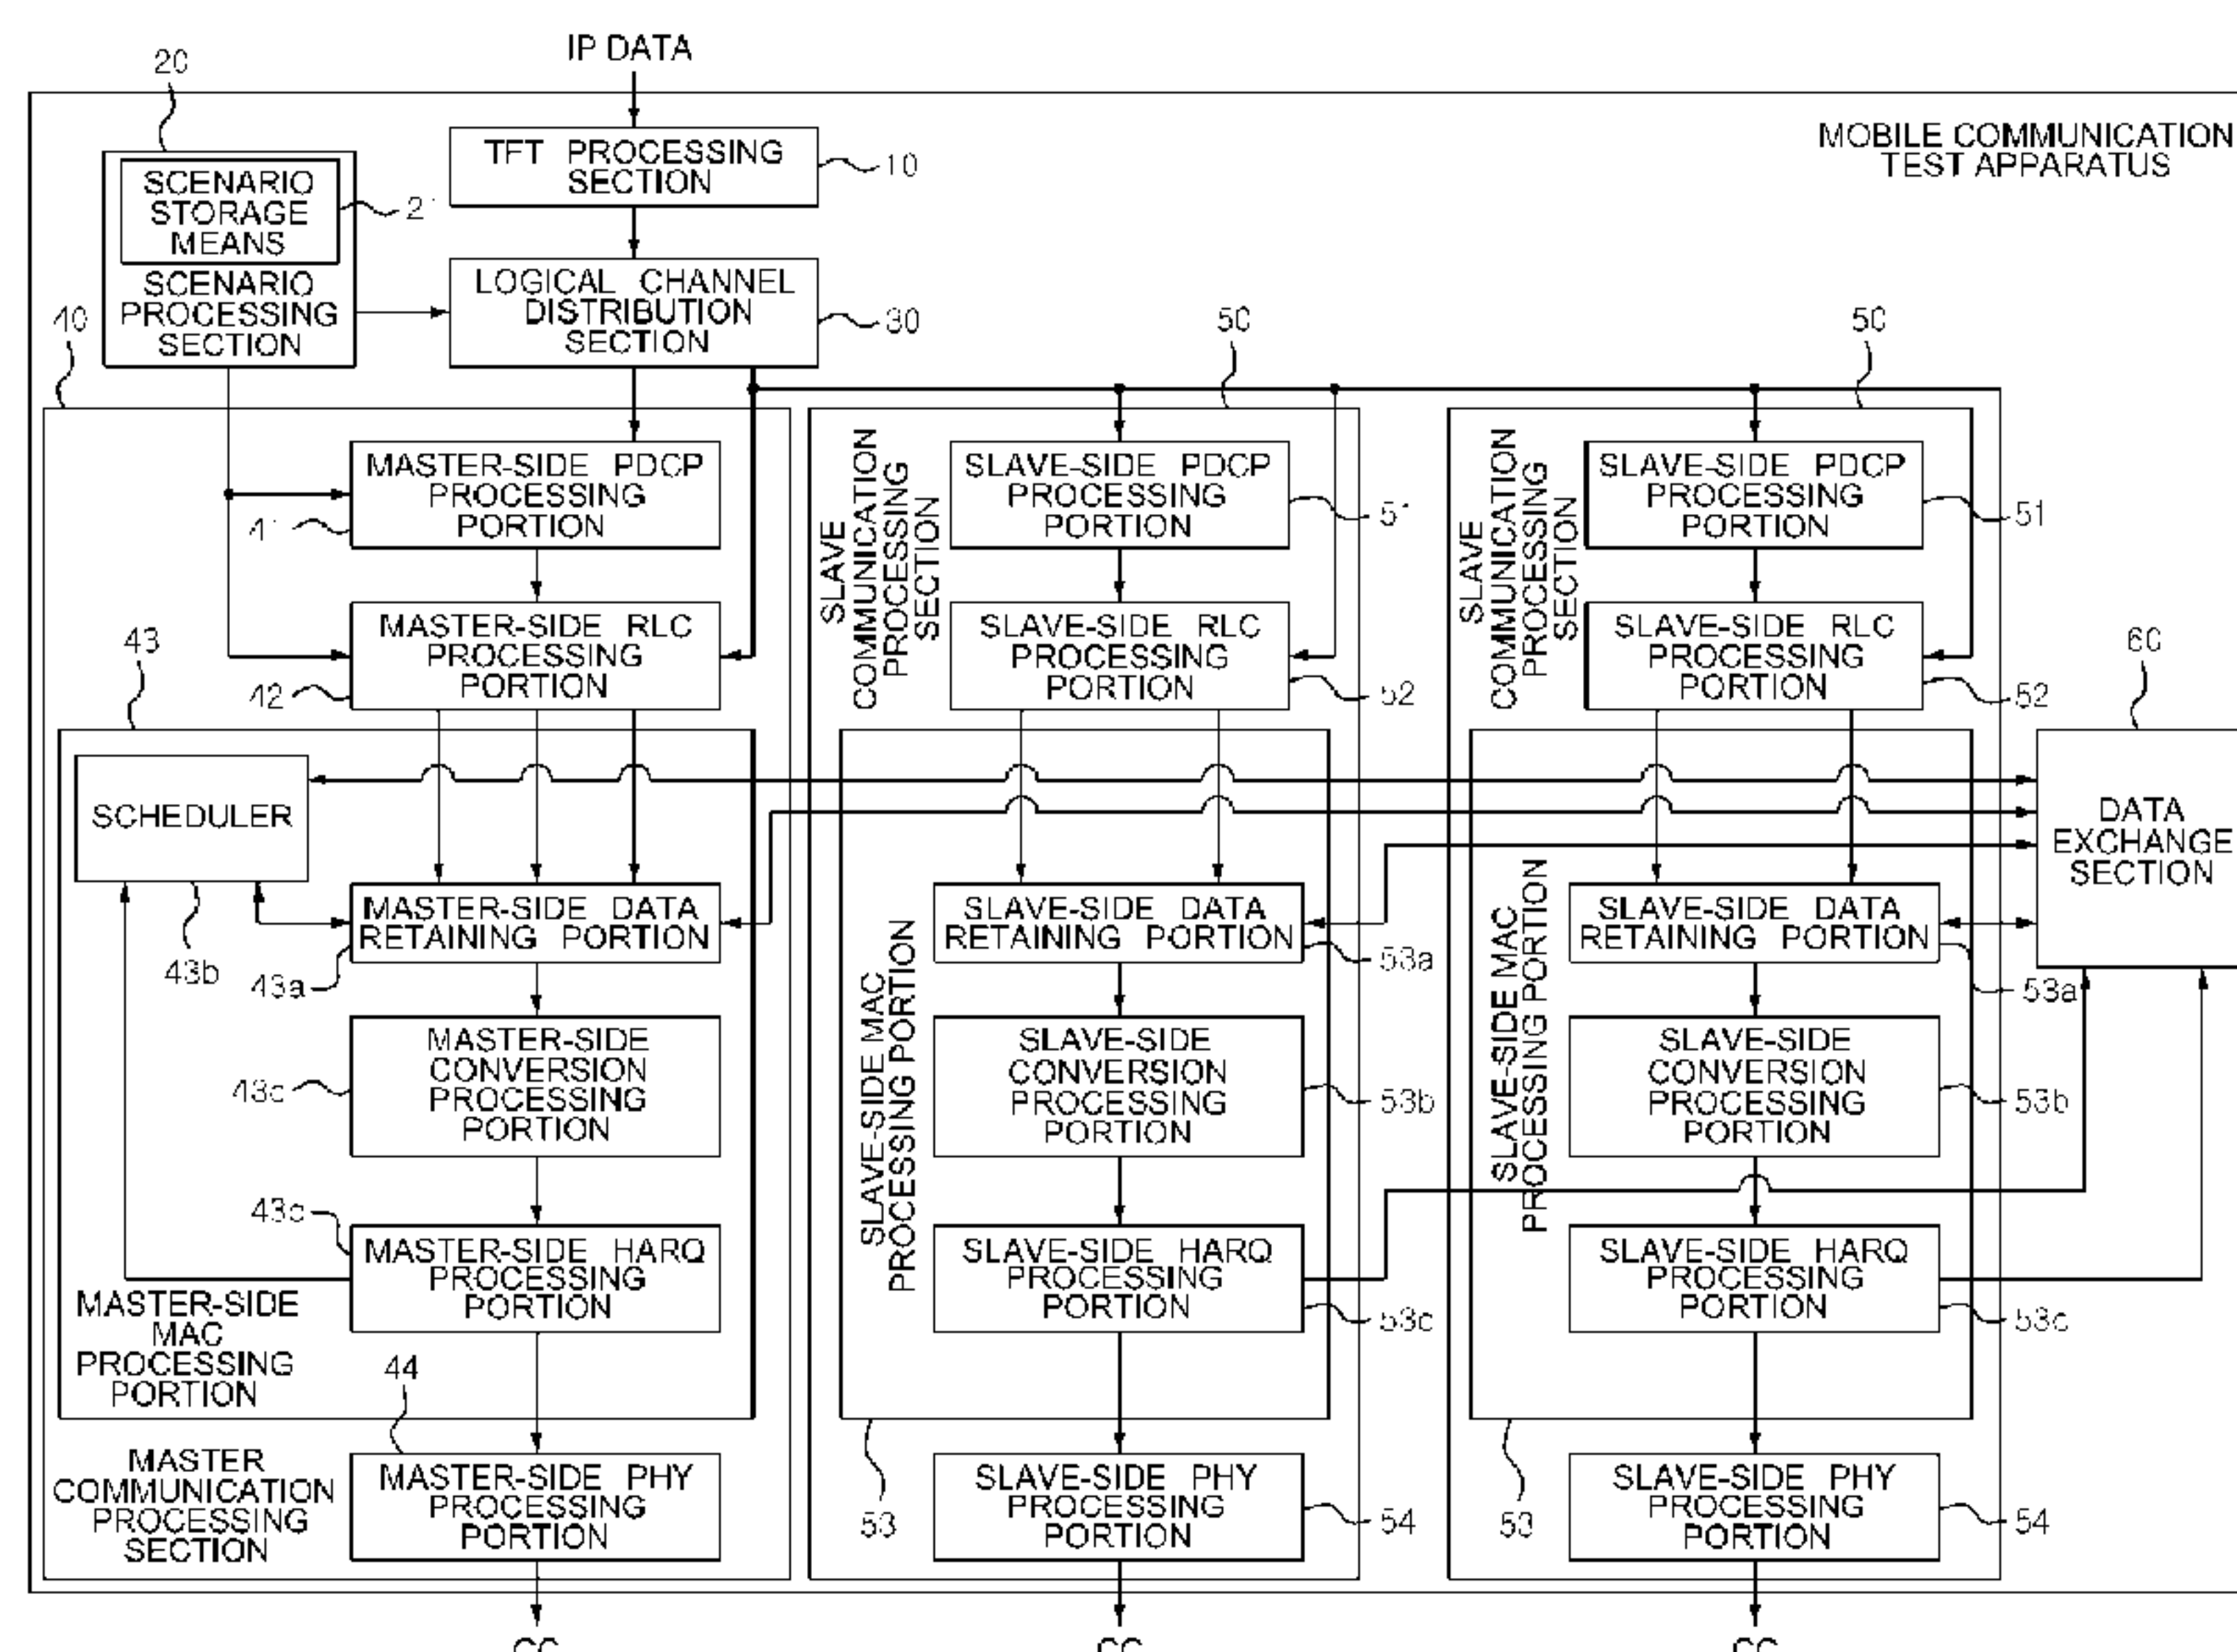 IP DATA
20
MOBILE COMMUNICATION
TEST APPARATUS
TFT PROCESSING
SECTION
10
SCENARIO
STORAGE
MEANS
SCENARIO
PROCESSING
SECTION
LOGICAL CHANNEL
DISTRIBUTION
SECTION
30
40
50
50
MASTER-SIDE PDCP
PROCESSING
PORTION
SLAVE
COMMUNICATION
PROCESSING
SECTION
SLAVE-SIDE PDCP
PROCESSING
PORTION
51
SLAVE
COMMUNICATION
PROCESSING
SECTION
SLAVE-SIDE PDCP
PROCESSING
PORTION
51
MASTER-SIDE RLC
PROCESSING
PORTION
42
SLAVE-SIDE RLC
PROCESSING
PORTION
52
SLAVE-SIDE RLC
PROCESSING
PORTION
52
43
60
SCHEDULER
43b
DATA
EXCHANGE
SECTION
MASTER-SIDE DATA
RETAINING PORTION
43a
SLAVE-SIDE DATA
RETAINING PORTION
53a
SLAVE-SIDE DATA
RETAINING PORTION
53a
MASTER-SIDE
CONVERSION
PROCESSING
PORTION
43c
SLAVE-SIDE MAC
PROCESSING PORTION
SLAVE-SIDE
CONVERSION
PROCESSING
PORTION
53b
SLAVE-SIDE MAC
PROCESSING PORTION
SLAVE-SIDE
CONVERSION
PROCESSING
PORTION
53b
MASTER-SIDE HARQ
PROCESSING
PORTION
SLAVE-SIDE HARQ
PROCESSING
PORTION
53c
SLAVE-SIDE HARQ
PROCESSING
PORTION
53c
MASTER-SIDE
MAC
PROCESSING
PORTION
44
MASTER
COMMUNICATION
PROCESSING
SECTION
MASTER-SIDE PHY
PROCESSING
PORTION
53
SLAVE-SIDE PHY
PROCESSING
PORTION
54
53
SLAVE-SIDE PHY
PROCESSING
PORTION
54